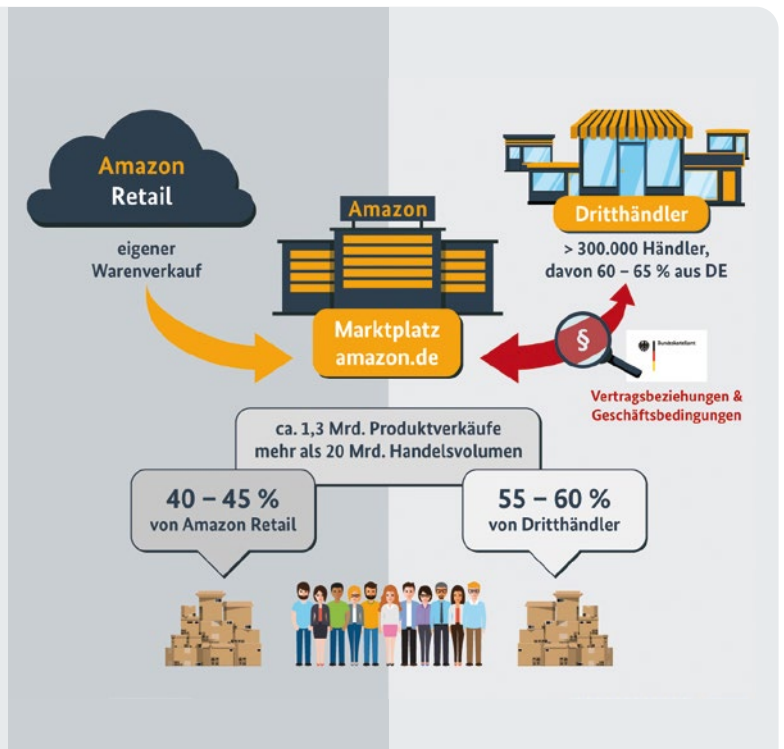 Amazon
Retail
eigener
Warenverkauf
Amazon
Marktplatz
amazon.de
Dritthändler
> 300.000 Händler,
davon 60 – 65 % aus DE
§
Bundeskartellamt
Vertragsbeziehungen &
Geschäftsbedingungen
ca. 1,3 Mrd. Produktverkäufe
mehr als 20 Mrd. Handelsvolumen
40 – 45 %
von Amazon Retail
55 – 60 %
von Dritthändler